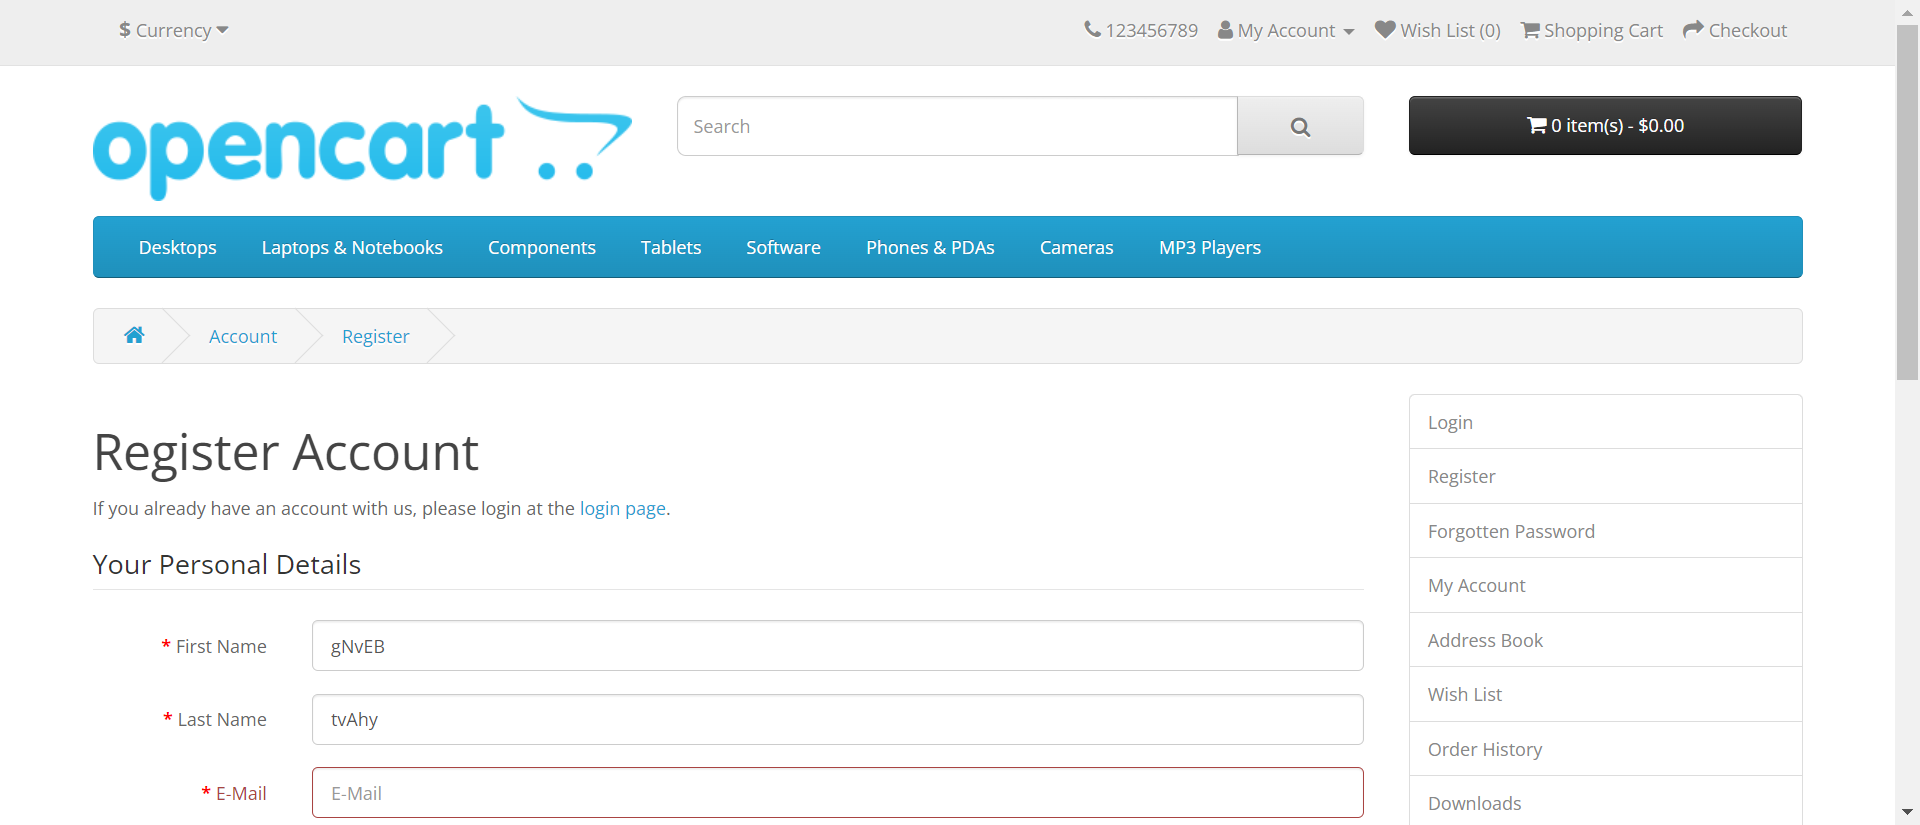 $ Currency
123456789 My Account Wish List (0) Shopping Cart Checkout
opencart
Search
0 item(s) - $0.00
Desktops Laptops & Notebooks Components Tablets Software Phones & PDAs Cameras MP3 Players
Account Register
Register Account
If you already have an account with us, please login at the login page.
Your Personal Details
* First Name gNvEB
* Last Name tvAhy
* E-Mail E-Mail
Login
Register
Forgotten Password
My Account
Address Book
Wish List
Order History
Downloads